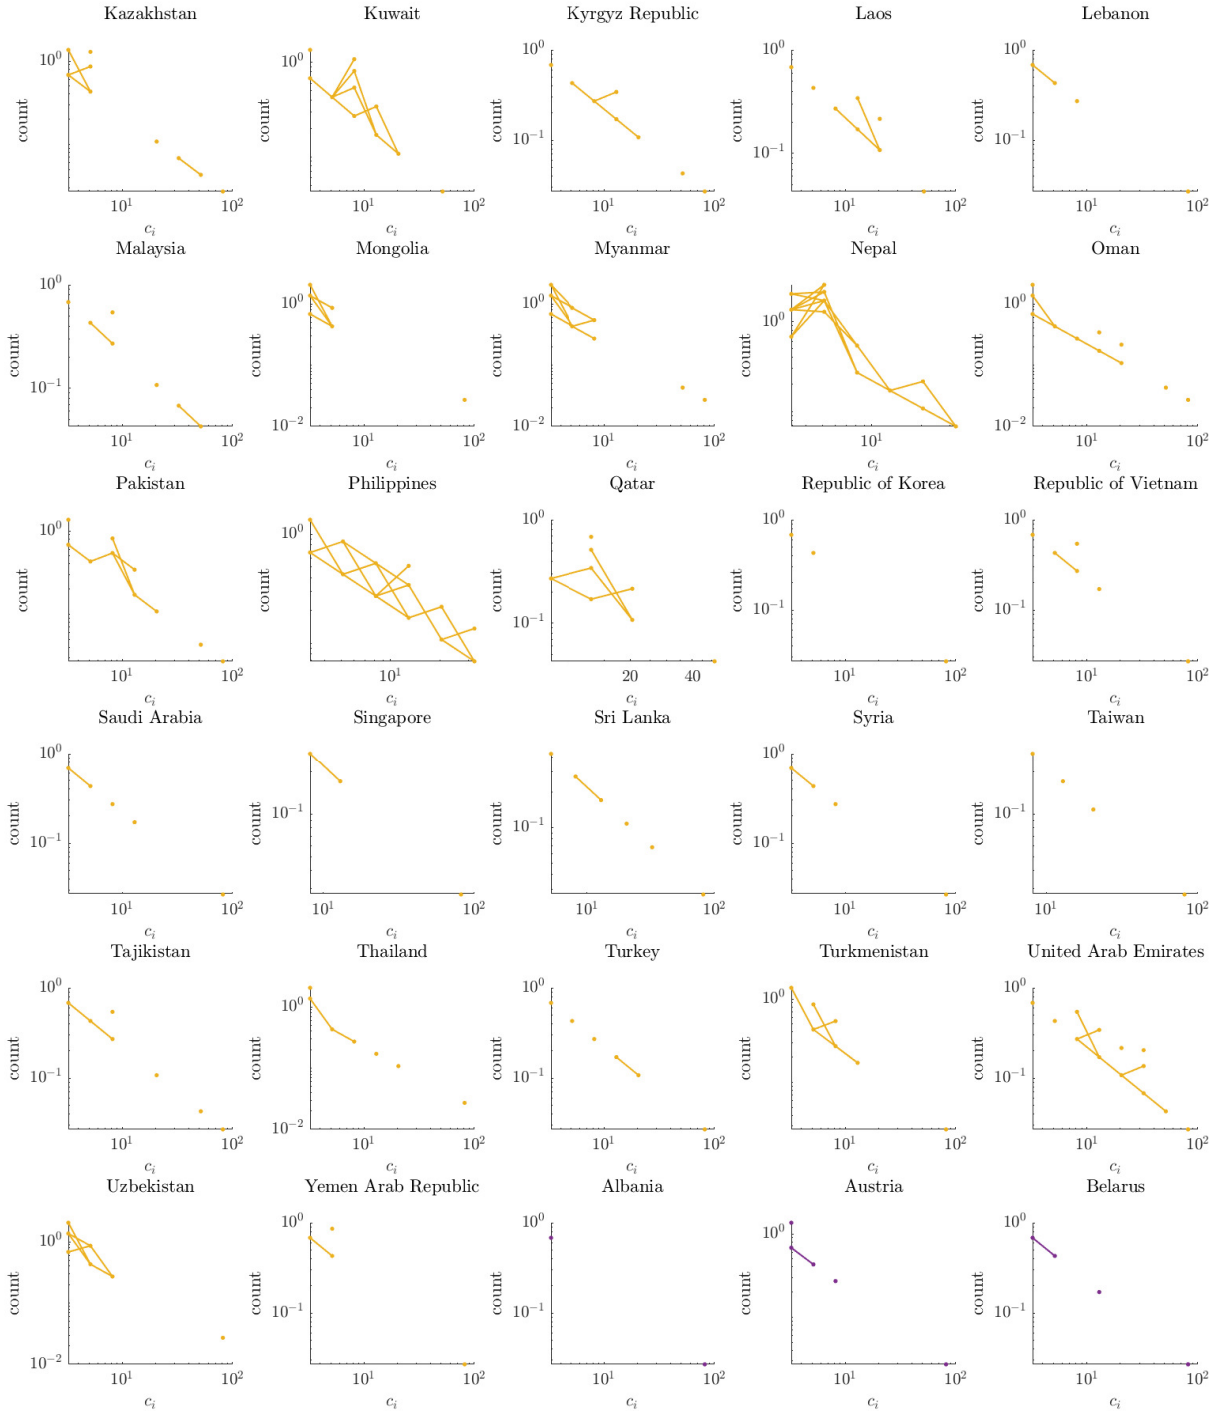 Kazakhstan Kuwait Kyrgyz Republic Laos Lebanon
count 10^0 10^1 10^2 c_i
count 10^0 10^1 10^2 c_i
count 10^0 10^-1 10^1 10^2 c_i
count 10^-1 10^1 10^2 c_i
count 10^0 10^-1 10^1 10^2 c_i
Malaysia Mongolia Myanmar Nepal Oman
count 10^0 10^-1 10^1 10^2 c_i
count 10^0 10^-2 10^1 10^2 c_i
count 10^0 10^-2 10^1 10^2 c_i
count 10^0 10^1 c_i
count 10^0 10^-2 10^1 10^2 c_i
Pakistan Philippines Qatar Republic of Korea Republic of Vietnam
count 10^0 10^1 10^2 c_i
count 10^0 10^1 c_i
count 10^0 10^-1 20 40 c_i
count 10^0 10^-1 10^1 10^2 c_i
count 10^0 10^-1 10^1 10^2 c_i
Saudi Arabia Singapore Sri Lanka Syria Taiwan
count 10^0 10^-1 10^1 10^2 c_i
count 10^-1 10^1 10^2 c_i
count 10^-1 10^1 10^2 c_i
count 10^0 10^-1 10^1 10^2 c_i
count 10^-1 10^1 10^2 c_i
Tajikistan Thailand Turkey Turkmenistan United Arab Emirates
count 10^0 10^-1 10^1 10^2 c_i
count 10^0 10^-2 10^1 10^2 c_i
count 10^0 10^-1 10^1 10^2 c_i
count 10^0 10^1 10^2 c_i
count 10^0 10^-1 10^1 10^2 c_i
Uzbekistan Yemen Arab Republic Albania Austria Belarus
count 10^0 10^-2 10^1 10^2 c_i
count 10^0 10^-1 10^1 10^2 c_i
count 10^0 10^-1 10^1 10^2 c_i
count 10^0 10^1 10^2 c_i
count 10^0 10^-1 10^1 10^2 c_i